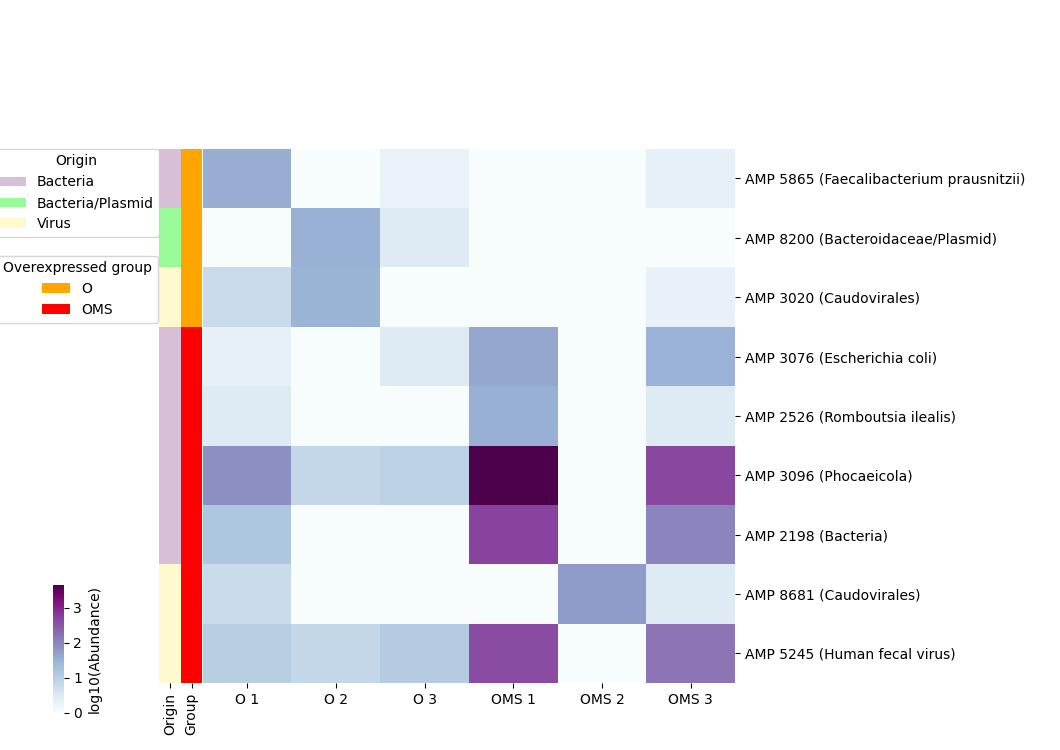 Origin
Bacteria
Bacteria/Plasmid
Virus
Overexpressed group
O
OMS
AMP 5865 (Faecalibacterium prausnitzii)
AMP 8200 (Bacteroidaceae/Plasmid)
AMP 3020 (Caudovirales)
AMP 3076 (Escherichia coli)
AMP 2526 (Romboutsia ilealis)
AMP 3096 (Phocaeicola)
AMP 2198 (Bacteria)
AMP 8681 (Caudovirales)
AMP 5245 (Human fecal virus)
3
2
1
0
log10(Abundance)
Origin
Group
O 1
O 2
O 3
OMS 1
OMS 2
OMS 3